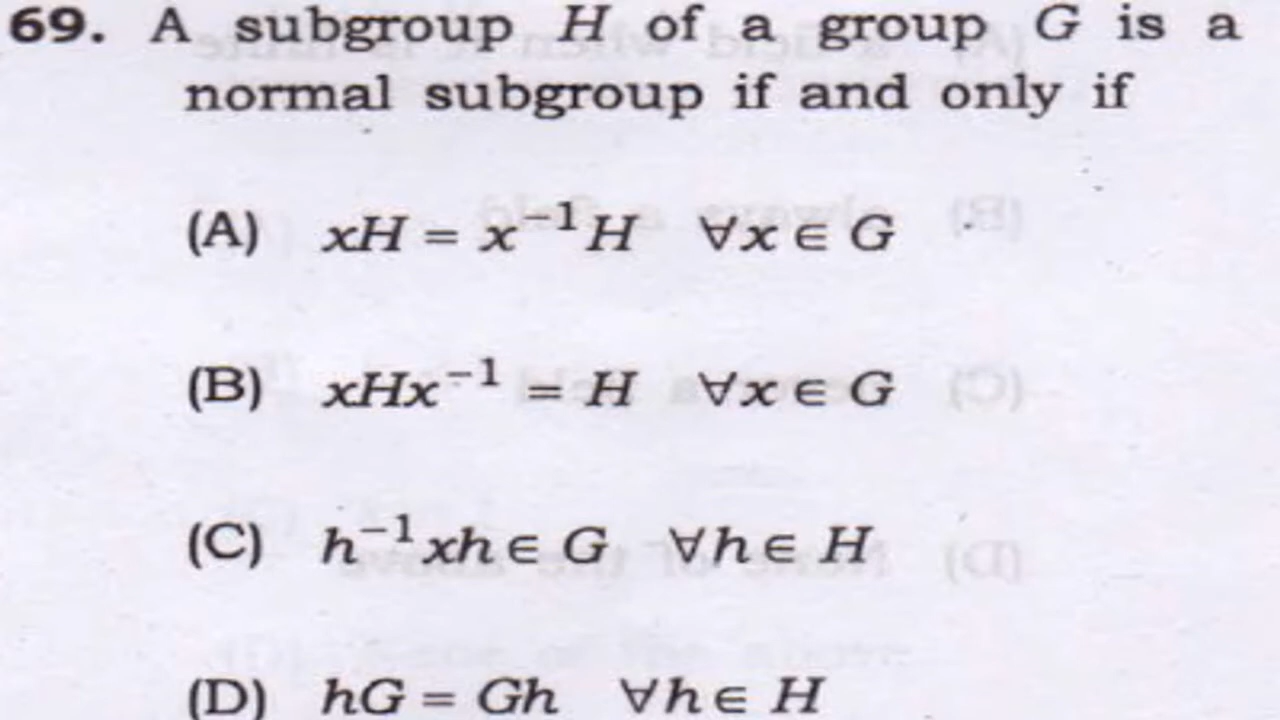 69. A subgroup H of a group G is a
normal subgroup if and only if
(A) xH = x⁻¹H ∀x ∈ G
(B) xHx⁻¹ = H ∀x ∈ G
(C) h⁻¹xh ∈ G ∀h ∈ H
(D) hG = Gh ∀h ∈ H